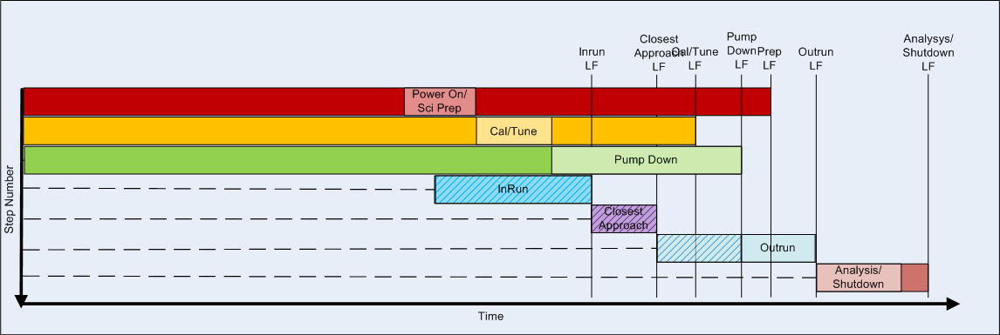 Inrun
LF
Closest
Approach
LF
Cal/Tune
LF
Pump
Down
LF
Prep
LF
Outrun
LF
Analysys/
Shutdown
LF
Power On/
Sci Prep
Cal/Tune
Pump Down
InRun
Closest
Approach
Outrun
Analysis/
Shutdown
Step Number
Time